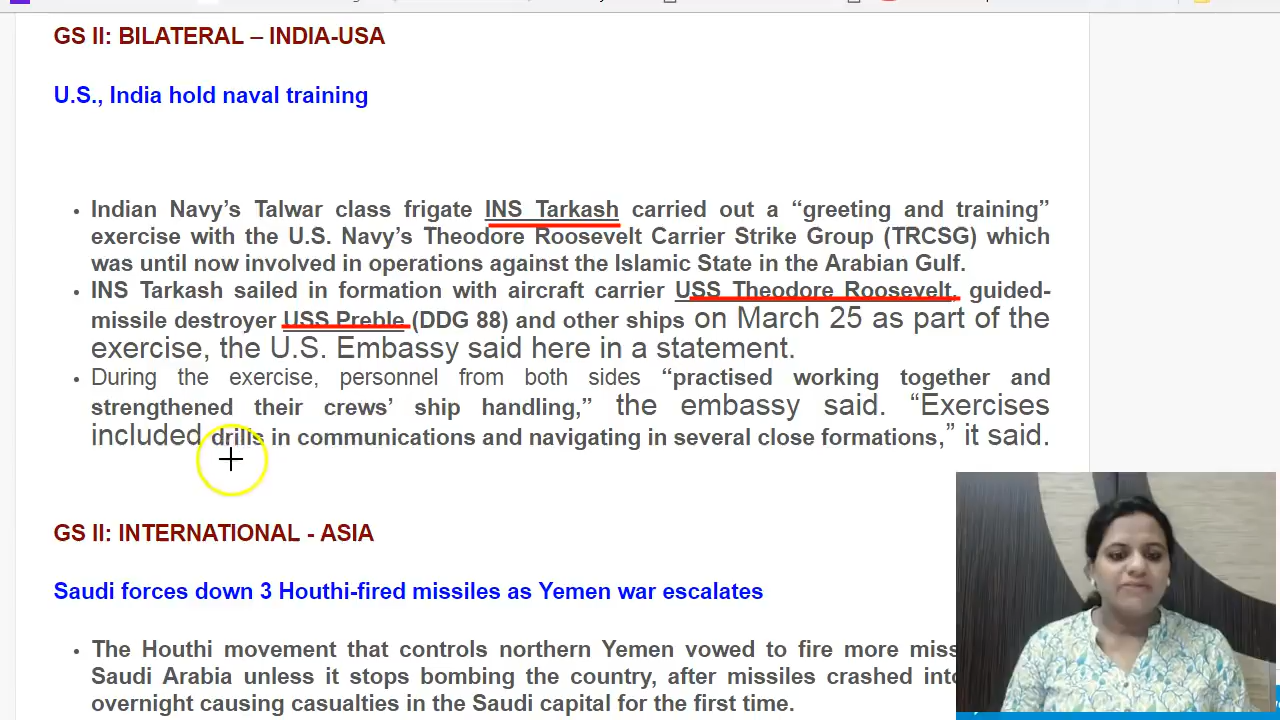 GS II: BILATERAL – INDIA-USA
U.S., India hold naval training
• Indian Navy’s Talwar class frigate INS Tarkash carried out a “greeting and training”
exercise with the U.S. Navy’s Theodore Roosevelt Carrier Strike Group (TRCSG) which
was until now involved in operations against the Islamic State in the Arabian Gulf.
• INS Tarkash sailed in formation with aircraft carrier USS Theodore Roosevelt, guided-
missile destroyer USS Preble (DDG 88) and other ships on March 25 as part of the
exercise, the U.S. Embassy said here in a statement.
• During the exercise, personnel from both sides “practised working together and
strengthened their crews’ ship handling,” the embassy said. “Exercises
included drills in communications and navigating in several close formations,” it said.
GS II: INTERNATIONAL - ASIA
Saudi forces down 3 Houthi-fired missiles as Yemen war escalates
• The Houthi movement that controls northern Yemen vowed to fire more
Saudi Arabia unless it stops bombing the country, after missiles crashed
overnight causing casualties in the Saudi capital for the first time.